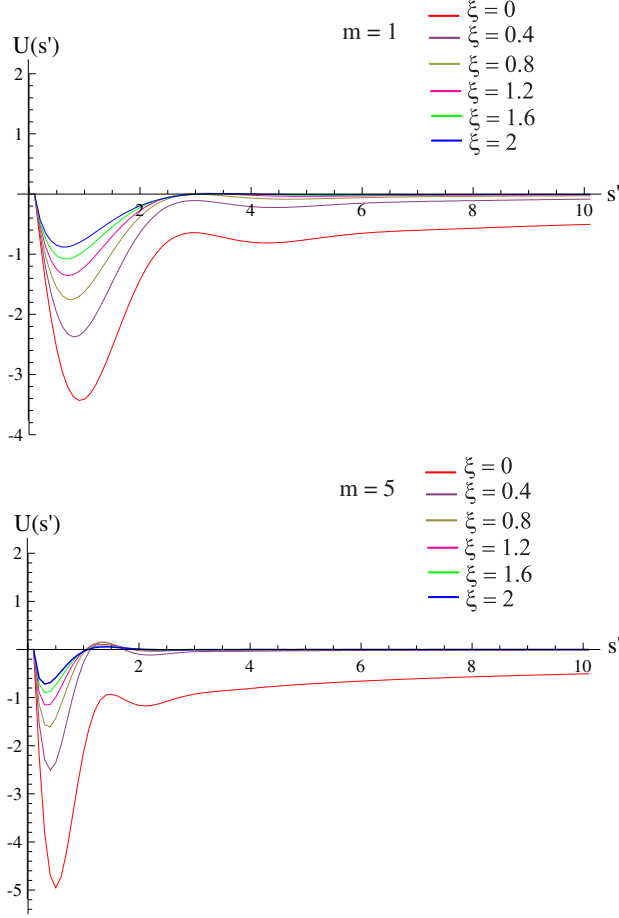 ξ = 0
m = 1
ξ = 0.4
U(s')
ξ = 0.8
2
ξ = 1.2
ξ = 1.6
1
ξ = 2
2 4 6 8 10 s'
-1
-2
-3
-4
ξ = 0
m = 5
ξ = 0.4
U(s')
ξ = 0.8
2
ξ = 1.2
ξ = 1.6
1
ξ = 2
2 4 6 8 10 s'
-1
-2
-3
-4
-5